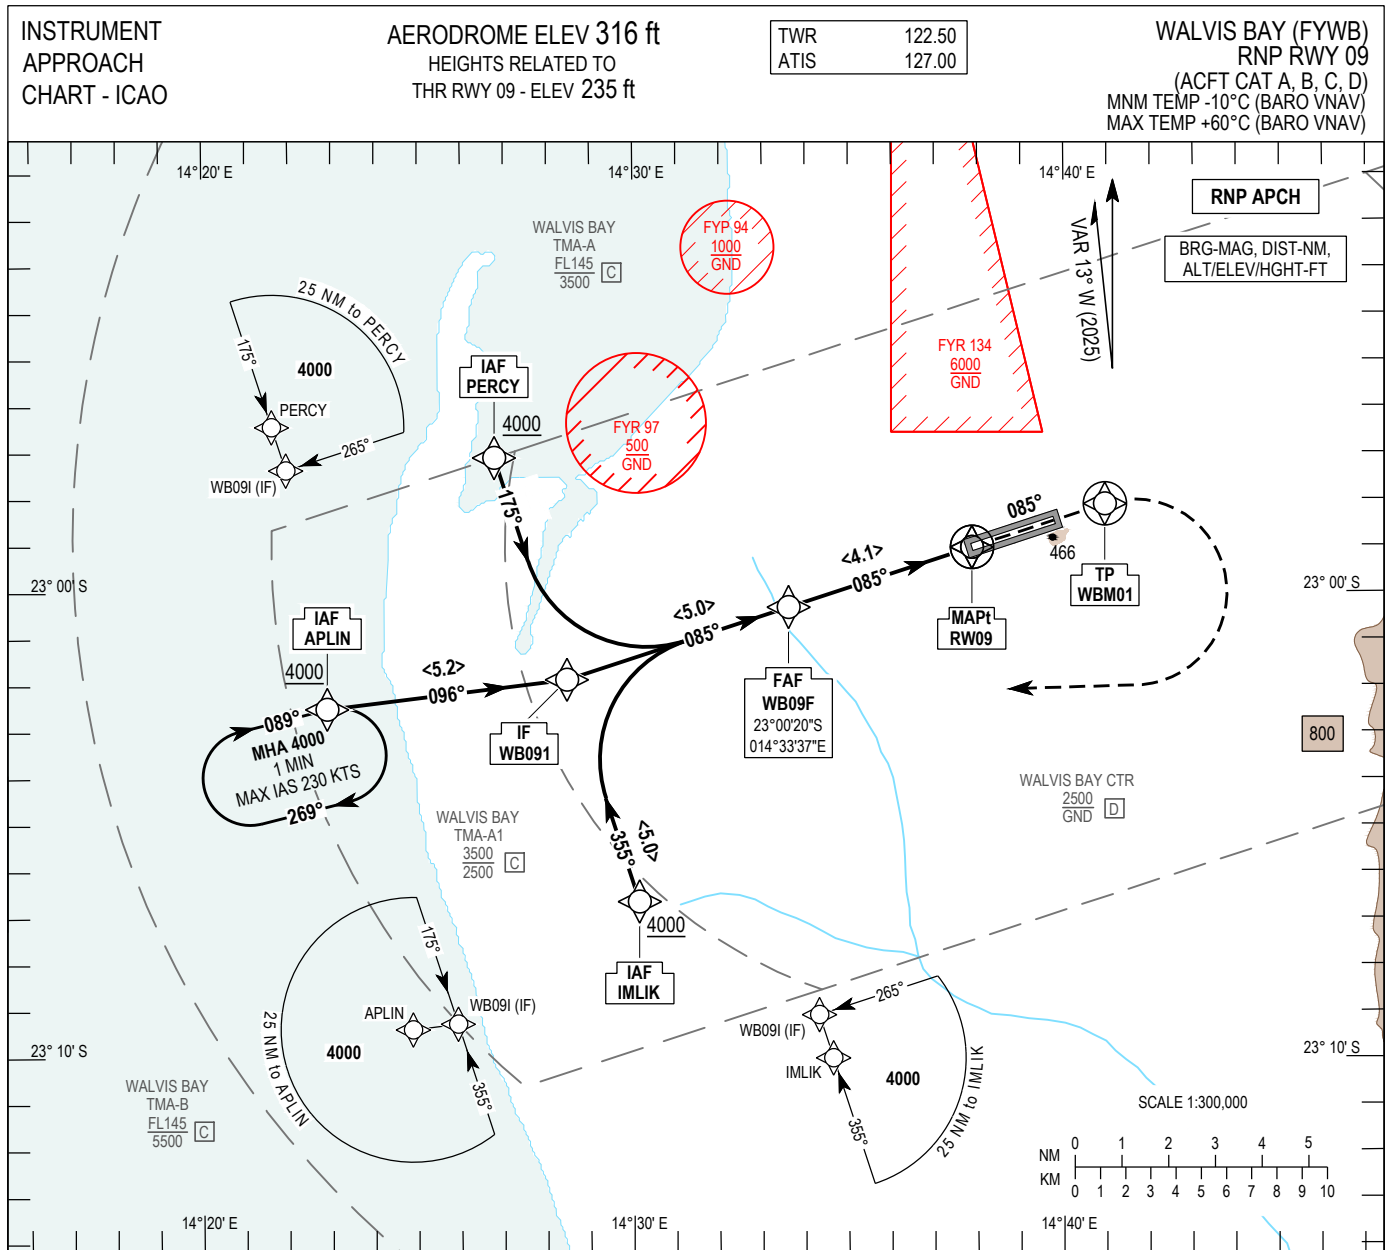 INSTRUMENT
APPROACH
CHART - ICAO
AERODROME ELEV 316 ft
HEIGHTS RELATED TO
THR RWY 09 - ELEV 235 ft
TWR 122.50
ATIS 127.00
WALVIS BAY (FYWB)
RNP RWY 09
(ACFT CAT A, B, C, D)
MNM TEMP -10°C (BARO VNAV)
MAX TEMP +60°C (BARO VNAV)
14°20' E
14°30' E
14°40' E
RNP APCH
BRG-MAG, DIST-NM,
ALT/ELEV/HGHT-FT
VAR 13° W (2025)
WALVIS BAY
TMA-A
FL145
3500
C
FYP 94
1000
GND
FYR 134
6000
GND
FYR 97
500
GND
25 NM to PERCY
175°
4000
PERCY
265°
WB09I (IF)
IAF
PERCY
4000
175°
085°
466
TP
WBM01
<4.1>
085°
MAPt
RW09
23° 00' S
23° 00' S
IAF
APLIN
4000
<5.2>
096°
<5.0>
085°
089°
MHA 4000
1 MIN
MAX IAS 230 KTS
269°
IF
WB091
FAF
WB09F
23°00'20"S
014°33'37"E
800
WALVIS BAY CTR
2500
GND
D
WALVIS BAY
TMA-A1
3500
2500
C
<5.0>
355°
4000
IAF
IMLIK
175°
APLIN
WB09I (IF)
4000
25 NM to APLIN
355°
265°
WB09I (IF)
IMLIK
4000
25 NM to IMLIK
355°
23° 10' S
23° 10' S
WALVIS BAY
TMA-B
FL145
5500
C
SCALE 1:300,000
NM 0 1 2 3 4 5
KM 0 1 2 3 4 5 6 7 8 9 10
14°20' E
14°30' E
14°40' E